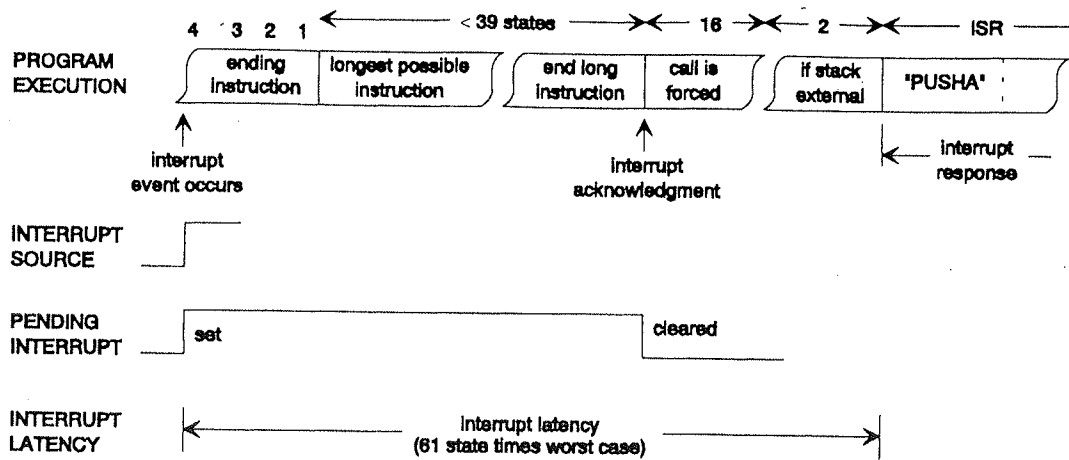 4 3 2 1 < 39 states 16 2 ISR
PROGRAM
EXECUTION
ending
instruction
longest possible
instruction
end long
instruction
call is
forced
if stack
external
"PUSHA"
interrupt
event occurs
interrupt
acknowledgment
interrupt
response
INTERRUPT
SOURCE
PENDING
INTERRUPT
set
cleared
INTERRUPT
LATENCY
interrupt latency
(61 state times worst case)